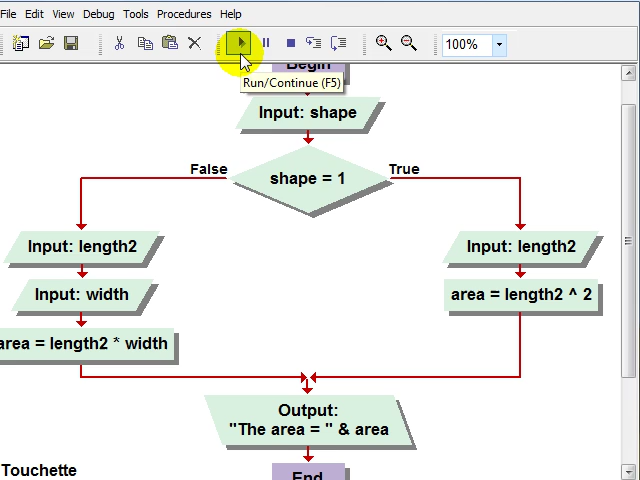 File Edit View Debug Tools Procedures Help
100%
Begin
Run/Continue (F5)
Input: shape
False
True
shape = 1
Input: length2
Input: length2
Input: width
area = length2 ^ 2
area = length2 * width
Output:
"The area = " & area
Touchette
End